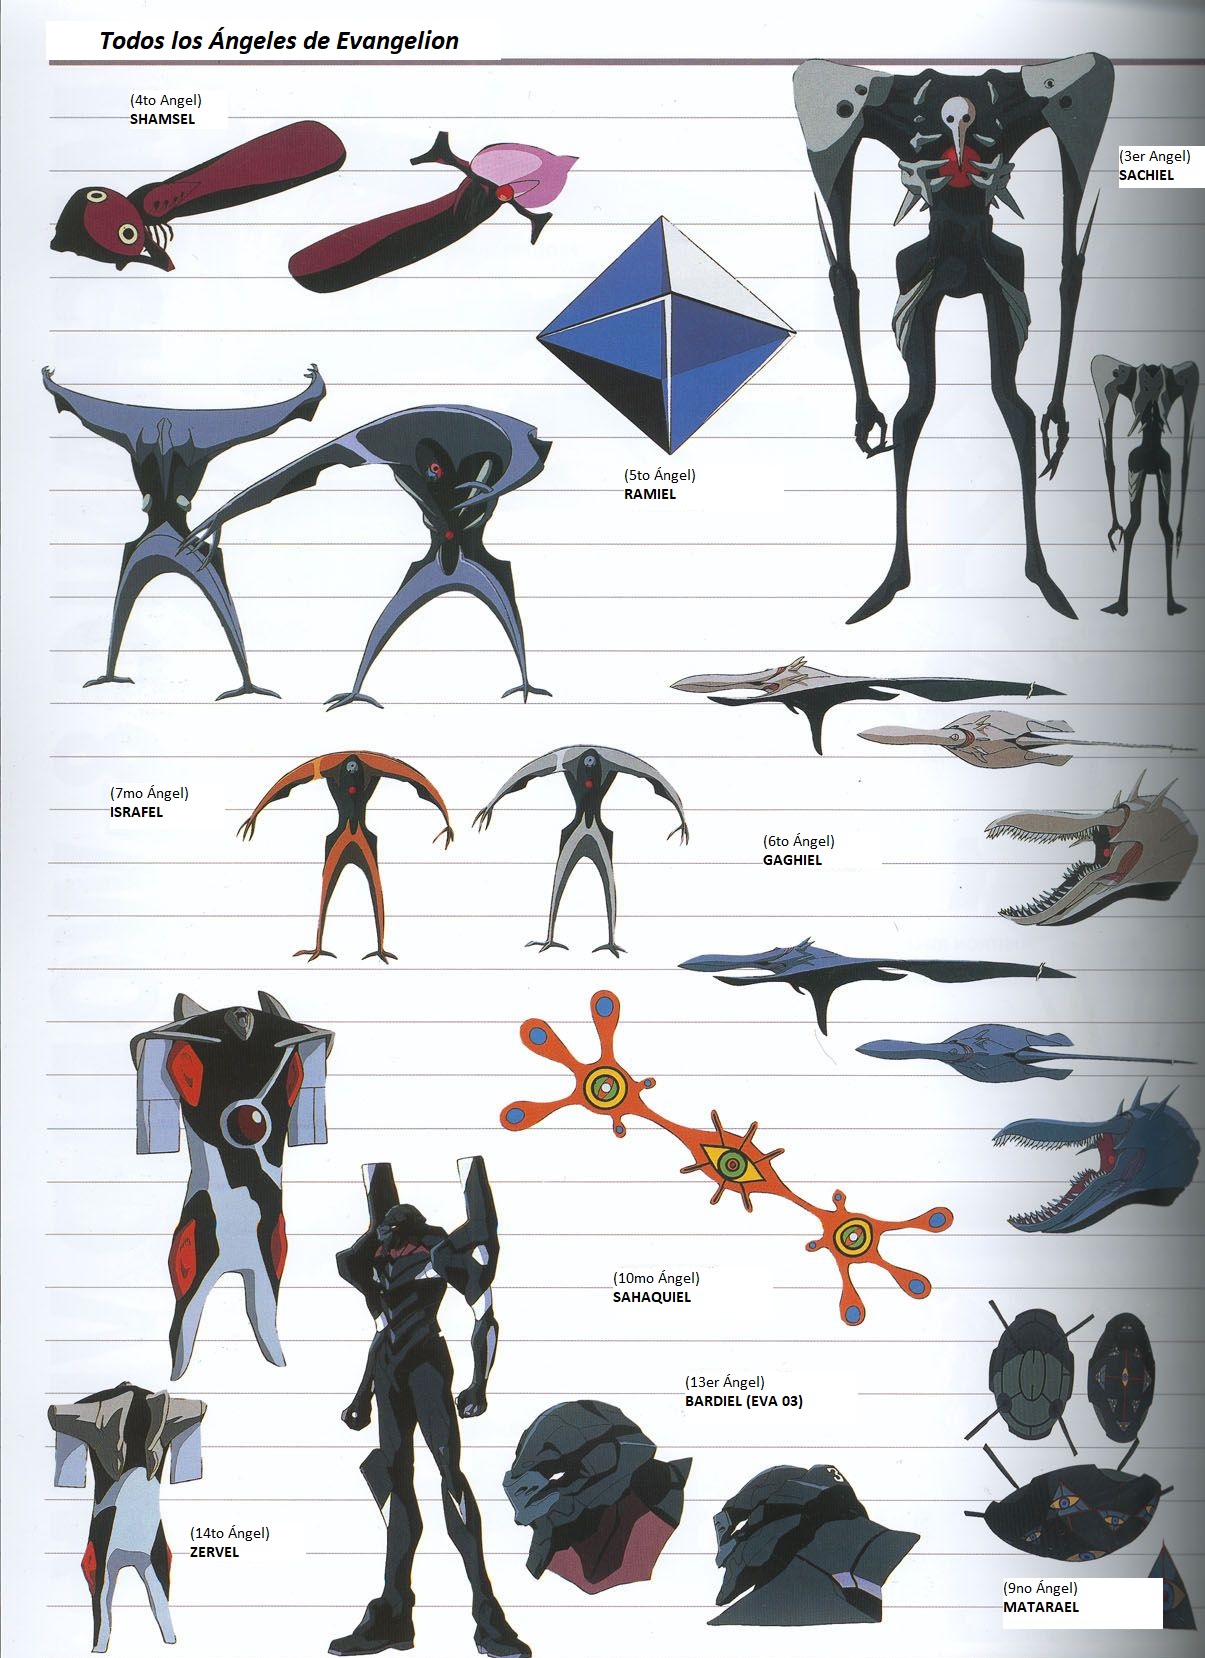 Todos los Ángeles de Evangelion
(4to Angel)
SHAMSEL
(3er Angel)
SACHIEL
(5to Ángel)
RAMIEL
(7mo Ángel)
ISRAFEL
(6to Ángel)
GAGHIEL
(10mo Ángel)
SAHAQUIEL
(13er Ángel)
BARDIEL (EVA 03)
3
(14to Ángel)
ZERVEL
(9no Ángel)
MATARAEL